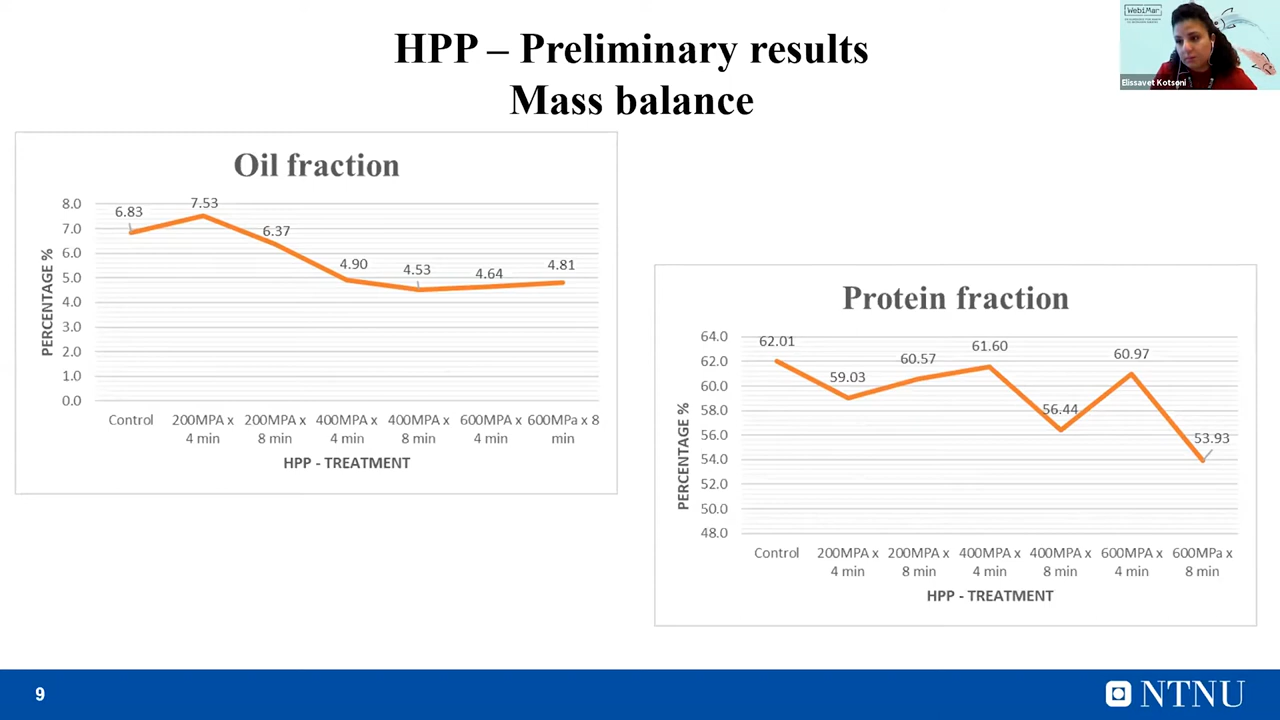 HPP – Preliminary results
Mass balance
WebiMar
Elissavet Kotsoni
Oil fraction
PERCENTAGE %
8.0
7.0
6.0
5.0
4.0
3.0
2.0
1.0
0.0
6.83
7.53
6.37
4.90
4.53
4.64
4.81
Control
200MPA x 4 min
200MPA x 8 min
400MPA x 4 min
400MPA x 8 min
600MPA x 4 min
600MPa x 8 min
HPP - TREATMENT
Protein fraction
PERCENTAGE %
64.0
62.0
60.0
58.0
56.0
54.0
52.0
50.0
48.0
62.01
59.03
60.57
61.60
56.44
60.97
53.93
Control
200MPA x 4 min
200MPA x 8 min
400MPA x 4 min
400MPA x 8 min
600MPA x 4 min
600MPa x 8 min
HPP - TREATMENT
9
NTNU